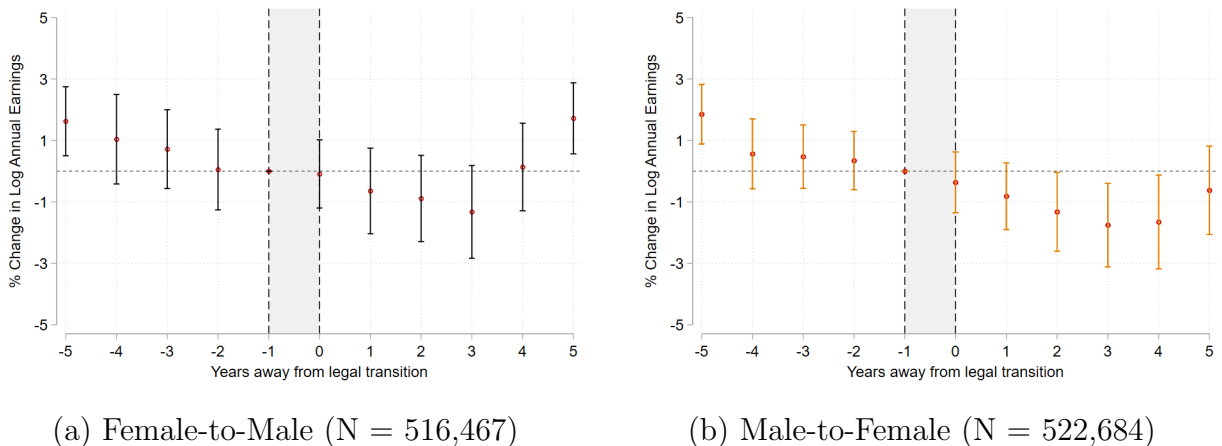 % Change in Log Annual Earnings
5
3
1
-1
-3
-5
-5 -4 -3 -2 -1 0 1 2 3 4 5
Years away from legal transition
(a) Female-to-Male (N = 516,467)
% Change in Log Annual Earnings
5
3
1
-1
-3
-5
-5 -4 -3 -2 -1 0 1 2 3 4 5
Years away from legal transition
(b) Male-to-Female (N = 522,684)